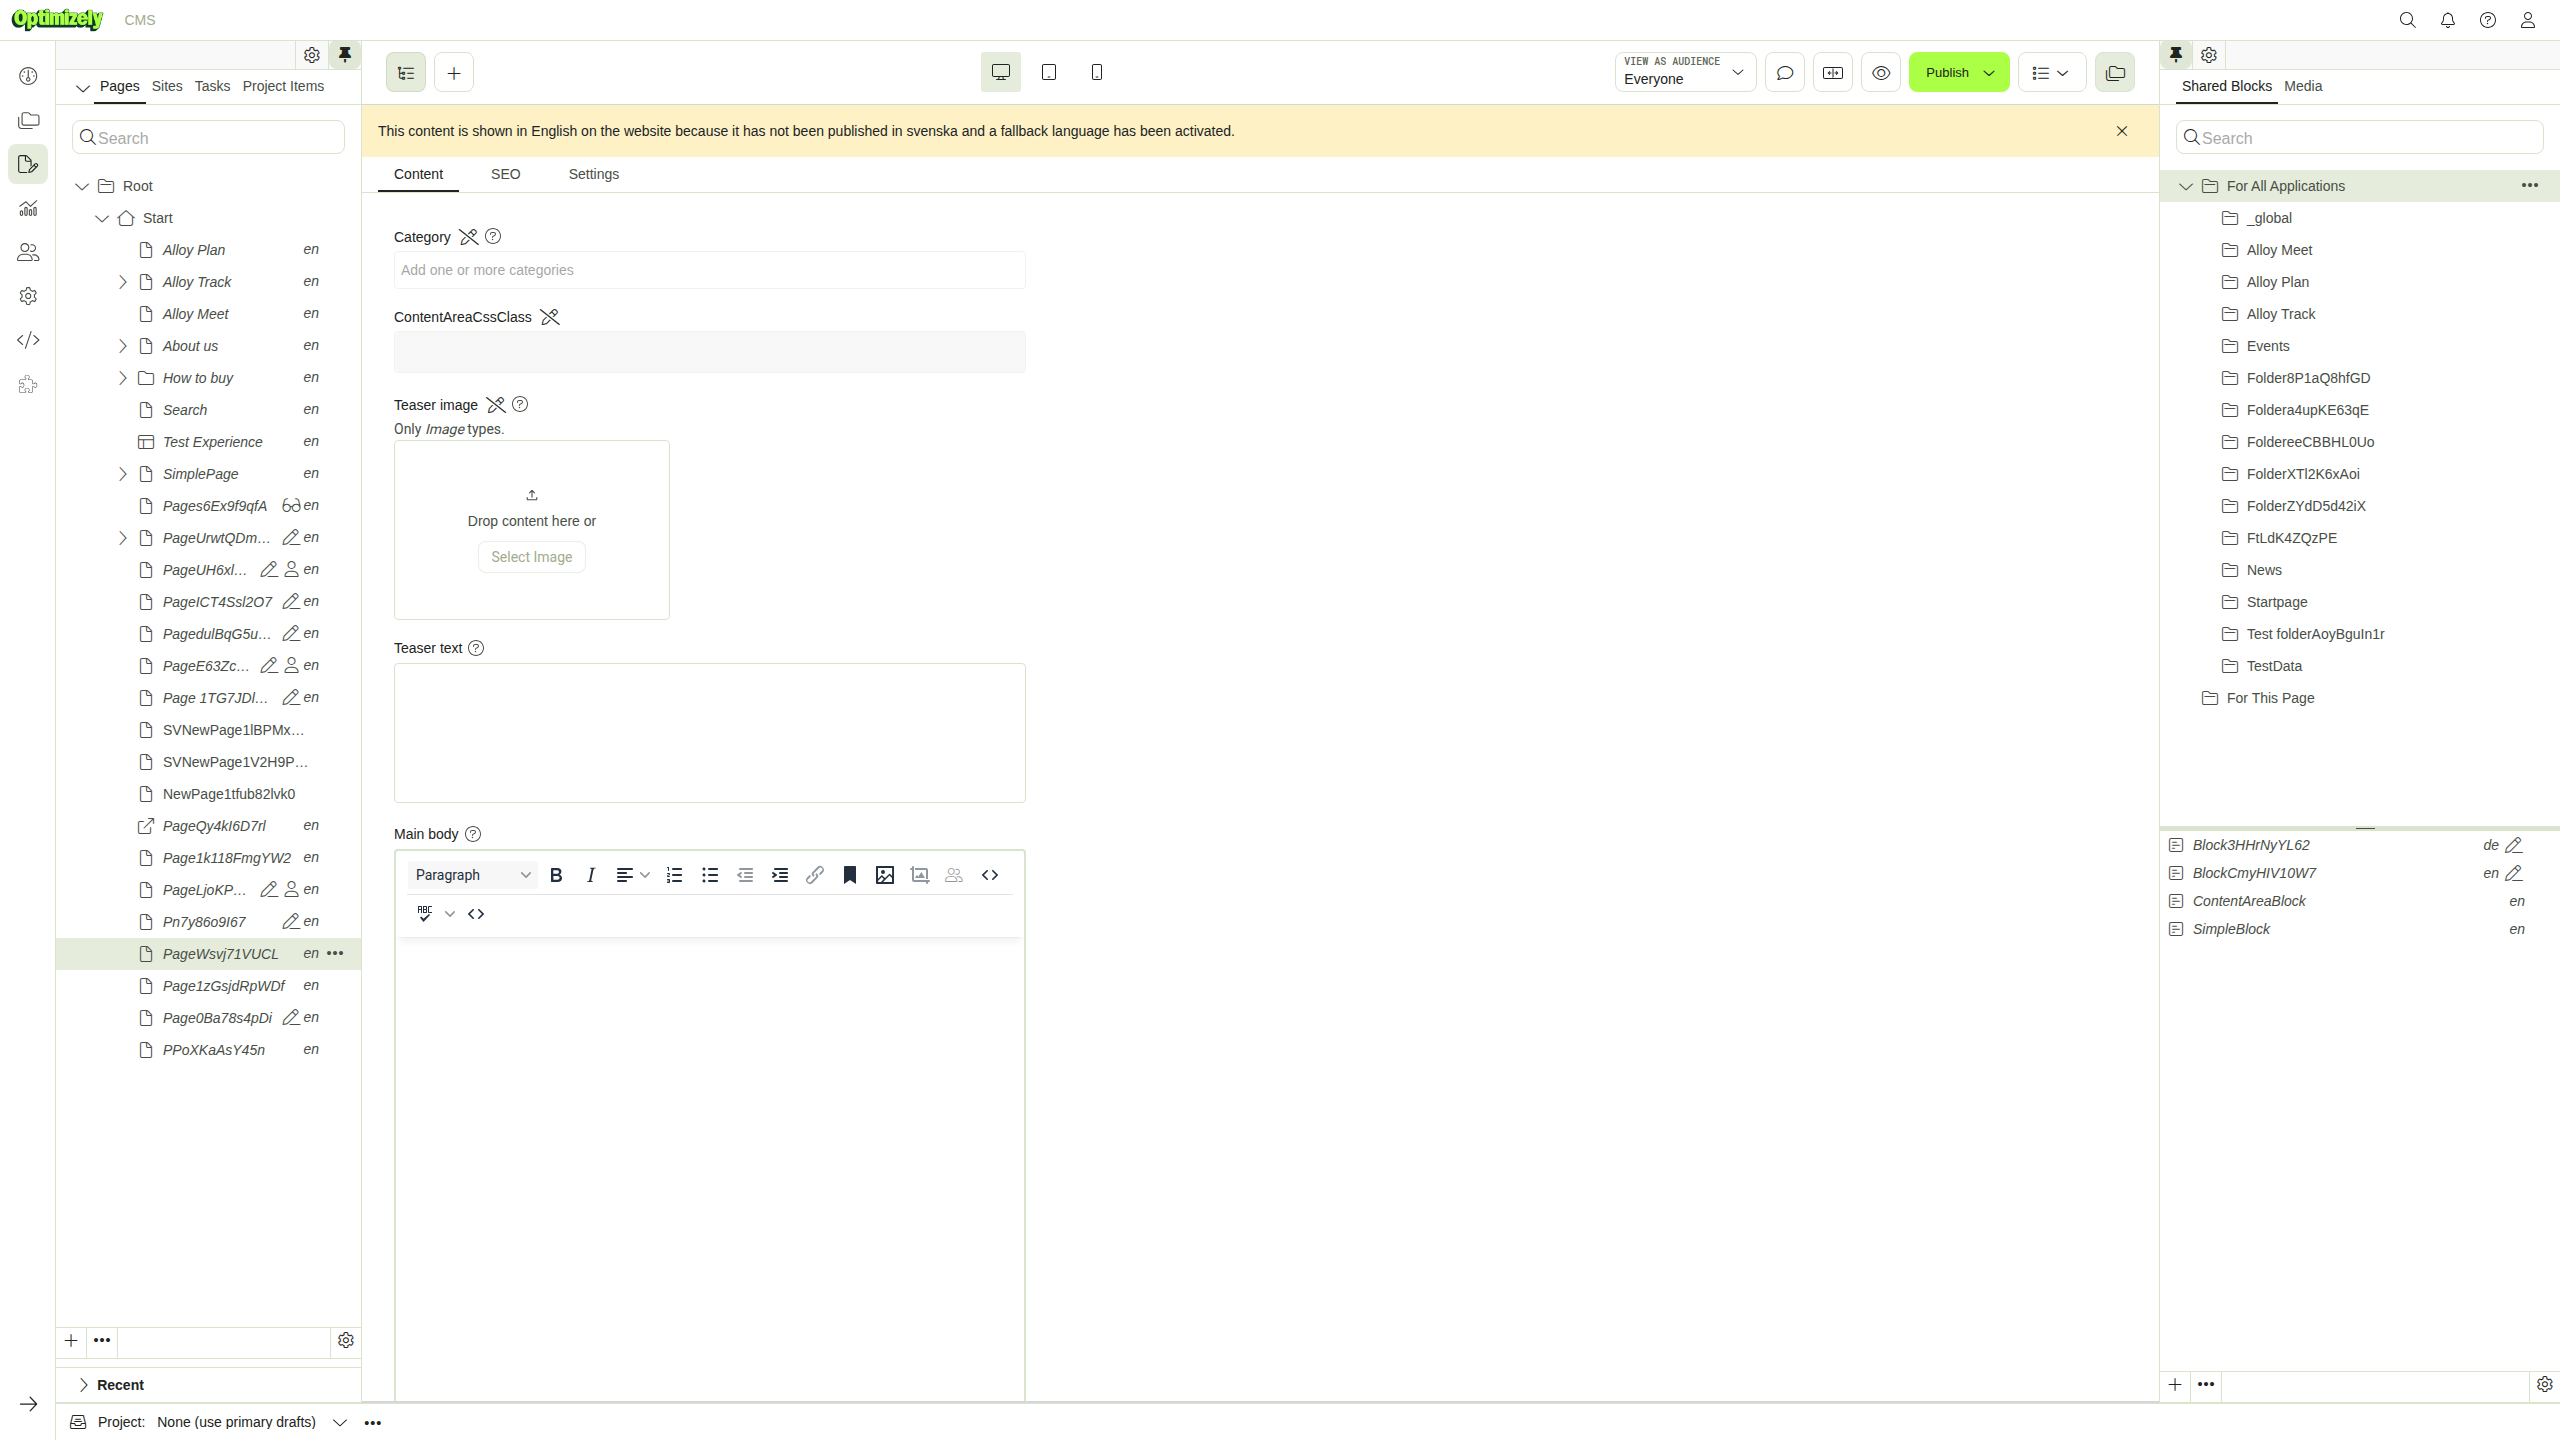 Optimizely CMS
Pages Sites Tasks Project Items
Search
Root
Start
Alloy Plan en
Alloy Track en
Alloy Meet en
About us en
How to buy en
Search en
Test Experience en
SimplePage en
Pages6Ex9f9qfA en
PageUrwtQDm... en
PageUH6xl... en
PageICT4Ssl2O7 en
PagedulBqG5u... en
PageE63Zc... en
Page 1TG7JDl... en
SVNewPage1lBPMx...
SVNewPage1V2H9P...
NewPage1tfub82lvk0
PageQy4kI6D7rl en
Page1k118FmgYW2 en
PageLjoKP... en
Pn7y86o9I67 en
PageWsvj71VUCL en
Page1zGsjdRpWDf en
Page0Ba78s4pDi en
PPoXKaAsY45n en
Recent
Project: None (use primary drafts)
VIEW AS AUDIENCE
Everyone
Publish
This content is shown in English on the website because it has not been published in svenska and a fallback language has been activated.
Content SEO Settings
Category
Add one or more categories
ContentAreaCssClass
Teaser image
Only Image types.
Drop content here or
Select Image
Teaser text
Main body
Paragraph
ABC
Shared Blocks Media
Search
For All Applications
_global
Alloy Meet
Alloy Plan
Alloy Track
Events
Folder8P1aQ8hfGD
Foldera4upKE63qE
FoldereeCBBHL0Uo
FolderXTl2K6xAoi
FolderZYdD5d42iX
FtLdK4ZQzPE
News
Startpage
Test folderAoyBguIn1r
TestData
For This Page
Block3HHrNyYL62 de
BlockCmyHIV10W7 en
ContentAreaBlock en
SimpleBlock en